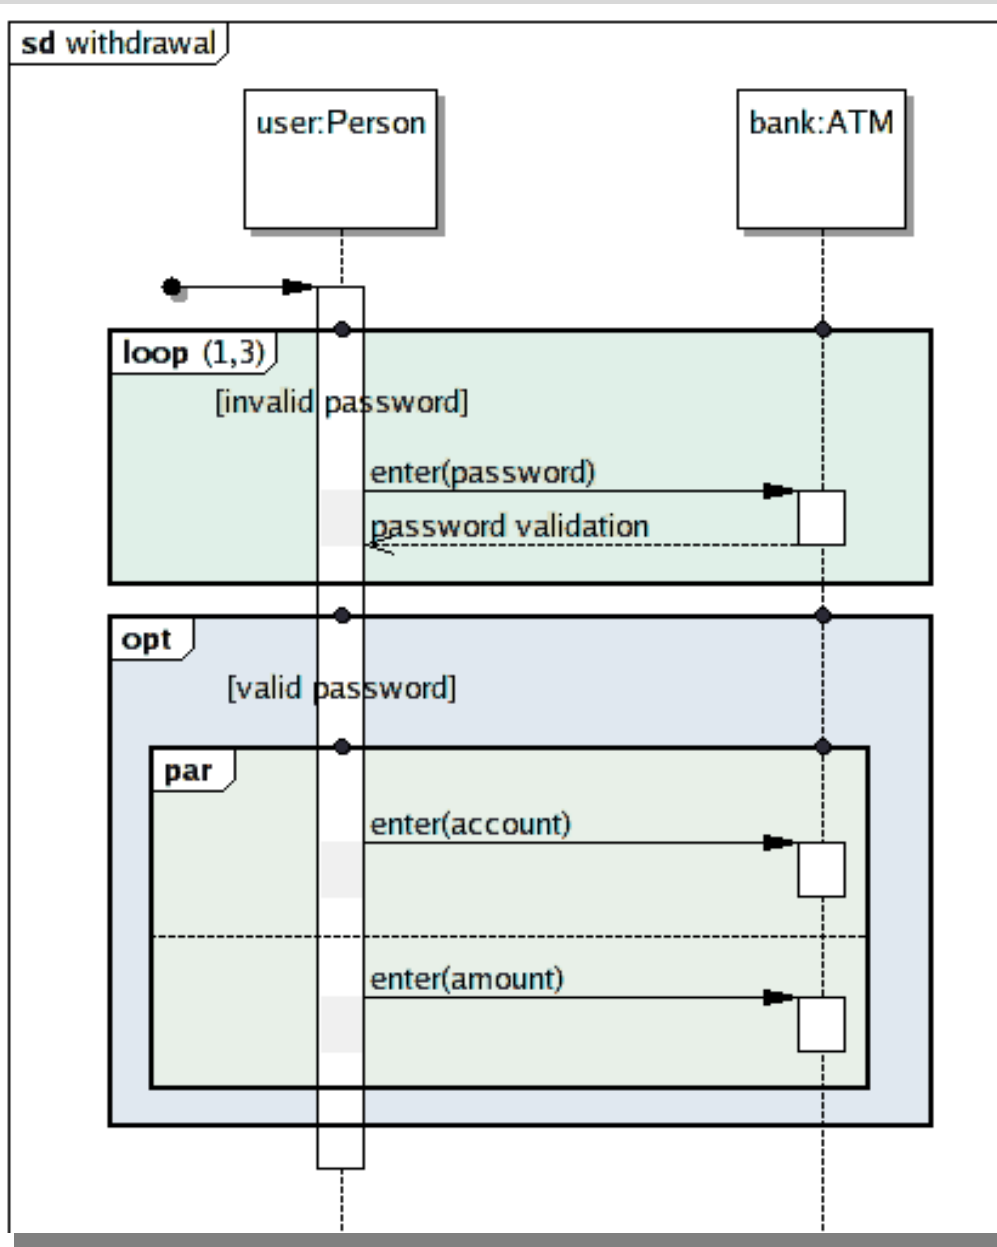 sd withdrawal
user:Person
bank:ATM
loop (1,3)
[invalid password]
enter(password)
password validation
opt
[valid password]
par
enter(account)
enter(amount)